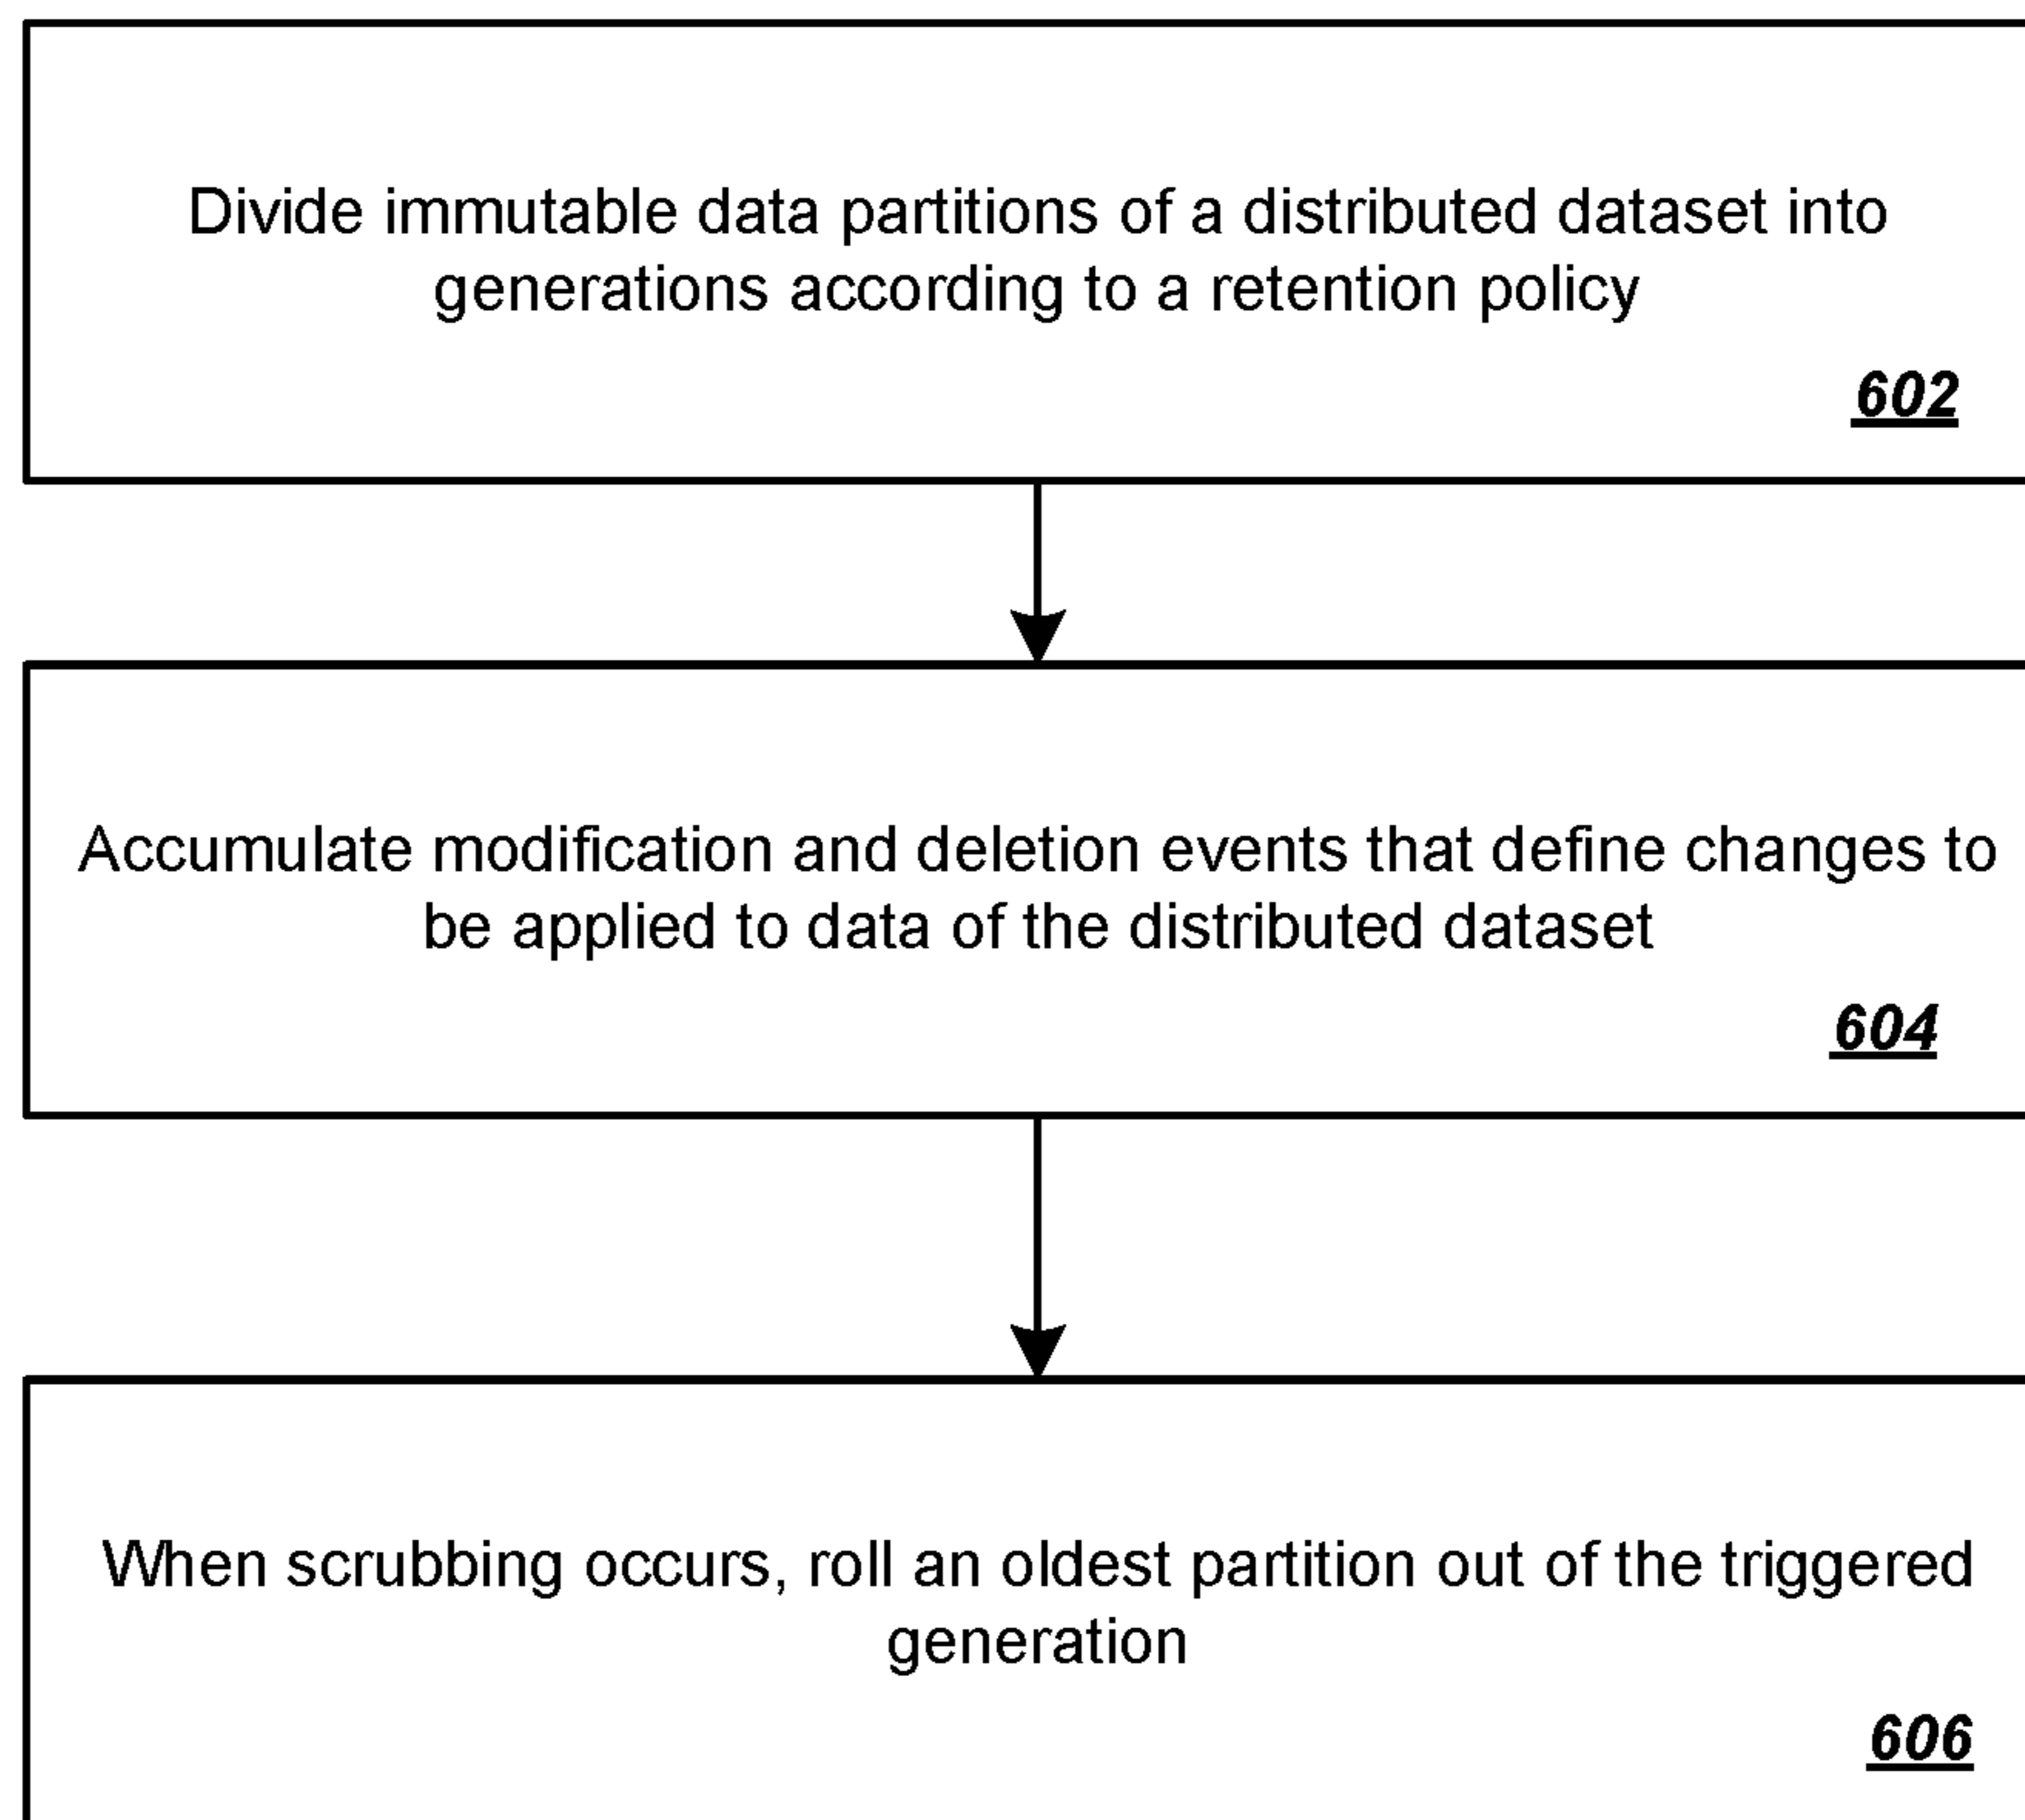 Divide immutable data partitions of a distributed dataset into
generations according to a retention policy
602
Accumulate modification and deletion events that define changes to
be applied to data of the distributed dataset
604
When scrubbing occurs, roll an oldest partition out of the triggered
generation
606